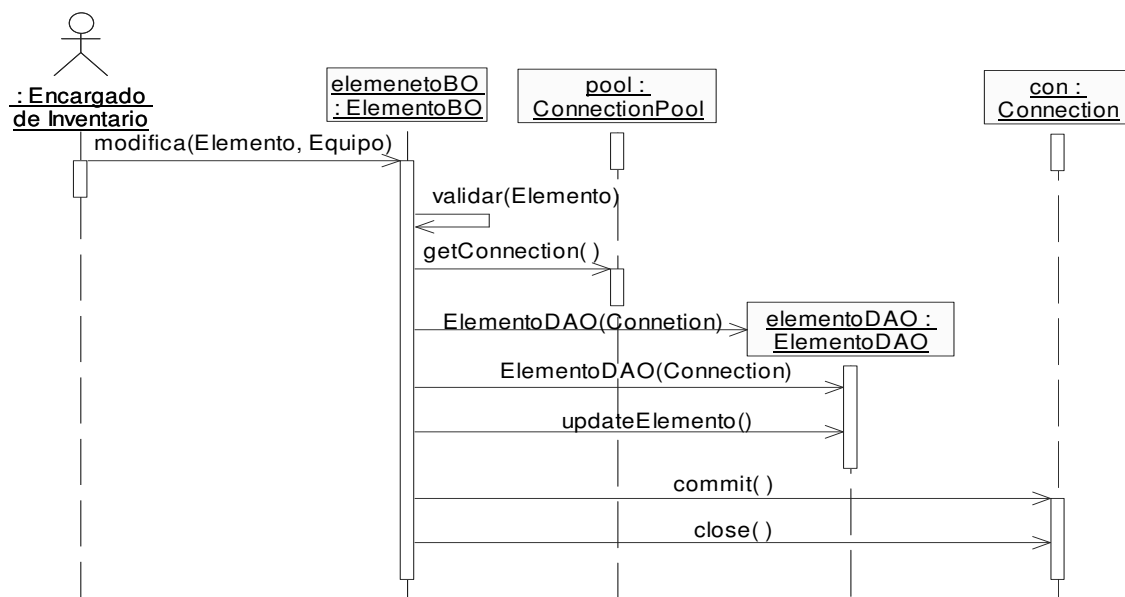 : Encargado
de Inventario
elemenetoBO
: ElementoBO
pool :
ConnectionPool
con :
Connection
modifica(Elemento, Equipo)
validar(Elemento)
getConnection( )
ElementoDAO(Connetion)
elementoDAO :
ElementoDAO
ElementoDAO(Connection)
updateElemento()
commit( )
close( )